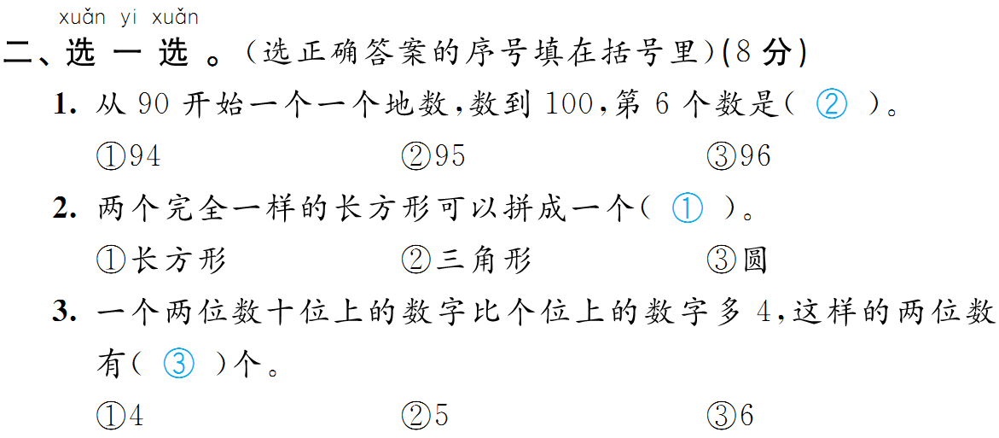 xuǎn yi xuǎn
二、选一选。(选正确答案的序号填在括号里)(8分)
1. 从90开始一个一个地数,数到100,第6个数是( ② )。
①94 ②95 ③96
2. 两个完全一样的长方形可以拼成一个( ① )。
①长方形 ②三角形 ③圆
3. 一个两位数十位上的数字比个位上的数字多4,这样的两位数
有( ③ )个。
①4 ②5 ③6